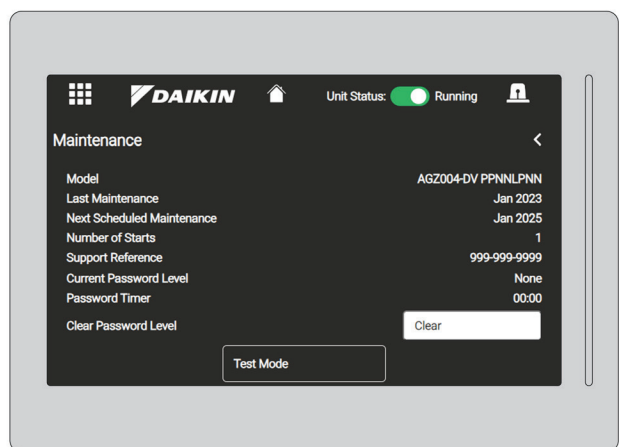 DAIKIN Unit Status: Running
Maintenance
Model AGZ004-DV PPNNLPNN
Last Maintenance Jan 2023
Next Scheduled Maintenance Jan 2025
Number of Starts 1
Support Reference 999-999-9999
Current Password Level None
Password Timer 00:00
Clear Password Level Clear
Test Mode